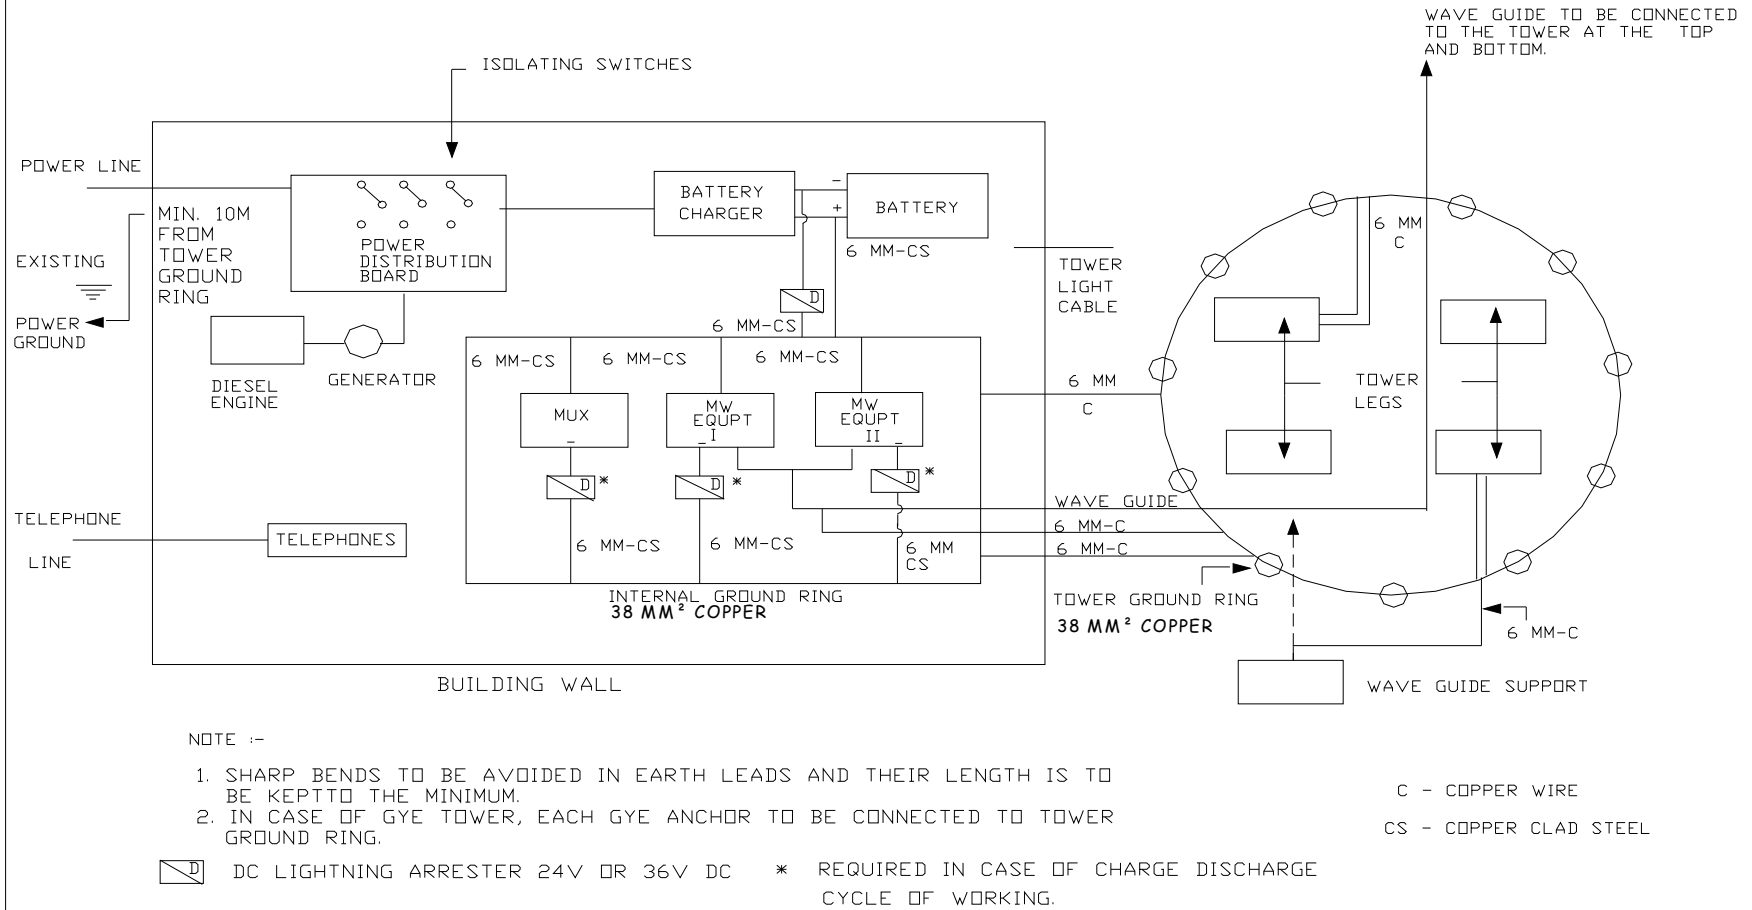 WAVE GUIDE TO BE CONNECTED
TO THE TOWER AT THE TOP
AND BOTTOM.
ISOLATING SWITCHES
POWER LINE
MIN. 10M
FROM
TOWER
GROUND
RING
EXISTING
POWER
GROUND
POWER
DISTRIBUTION
BOARD
BATTERY
CHARGER
-
+
BATTERY
6 MM-CS
D
6 MM-CS
TOWER
LIGHT
CABLE
6 MM
C
DIESEL
ENGINE
GENERATOR
6 MM-CS
6 MM-CS
6 MM-CS
MUX
-
MW
EQUPT
I
-
MW
EQUPT
II
-
D *
D *
D *
6 MM
C
TOWER
LEGS
WAVE GUIDE
6 MM-C
6 MM-C
TELEPHONE
LINE
TELEPHONES
6 MM-CS
6 MM-CS
6 MM
CS
INTERNAL GROUND RING
38 MM² COPPER
TOWER GROUND RING
38 MM² COPPER
6 MM-C
WAVE GUIDE SUPPORT
BUILDING WALL
NOTE :-
1. SHARP BENDS TO BE AVOIDED IN EARTH LEADS AND THEIR LENGTH IS TO
BE KEPTTO THE MINIMUM.
2. IN CASE OF GYE TOWER, EACH GYE ANCHOR TO BE CONNECTED TO TOWER
GROUND RING.
C - COPPER WIRE
CS - COPPER CLAD STEEL
D DC LIGHTNING ARRESTER 24V OR 36V DC
* REQUIRED IN CASE OF CHARGE DISCHARGE
CYCLE OF WORKING.